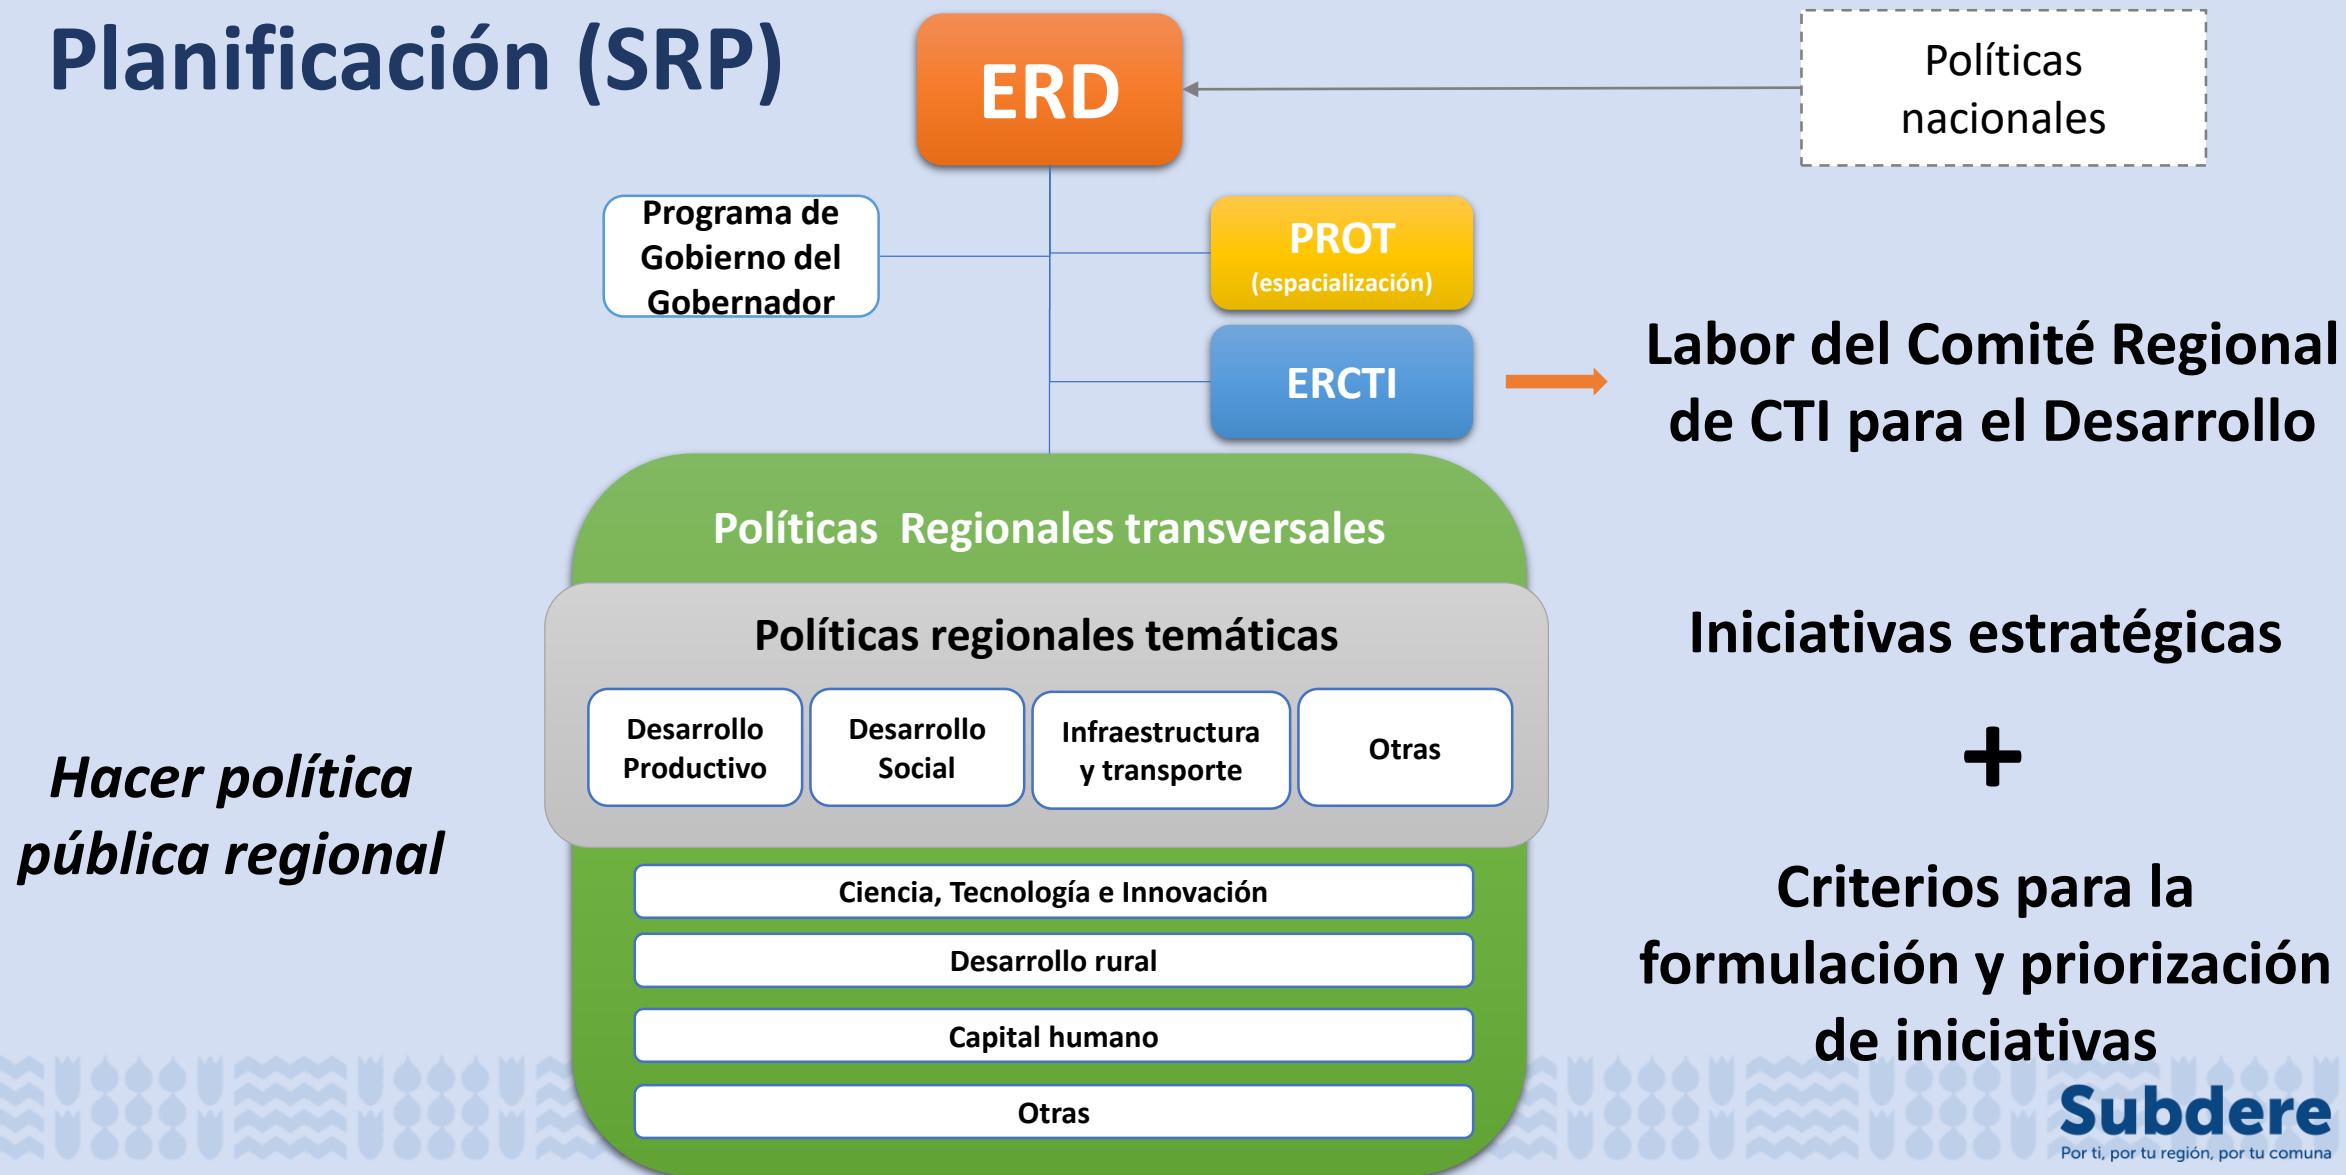 Planificación (SRP)
ERD
Políticas
nacionales
Programa de
Gobierno del
Gobernador
PROT
(espacialización)
ERCTI
Labor del Comité Regional
de CTI para el Desarrollo
Políticas  Regionales transversales
Políticas regionales temáticas
Desarrollo
Productivo
Desarrollo
Social
Infraestructura
y transporte
Otras
Ciencia, Tecnología e Innovación
Desarrollo rural
Capital humano
Otras
Hacer política
pública regional
Iniciativas estratégicas
+
Criterios para la
formulación y priorización
de iniciativas
Subdere
Por ti, por tu región, por tu comuna